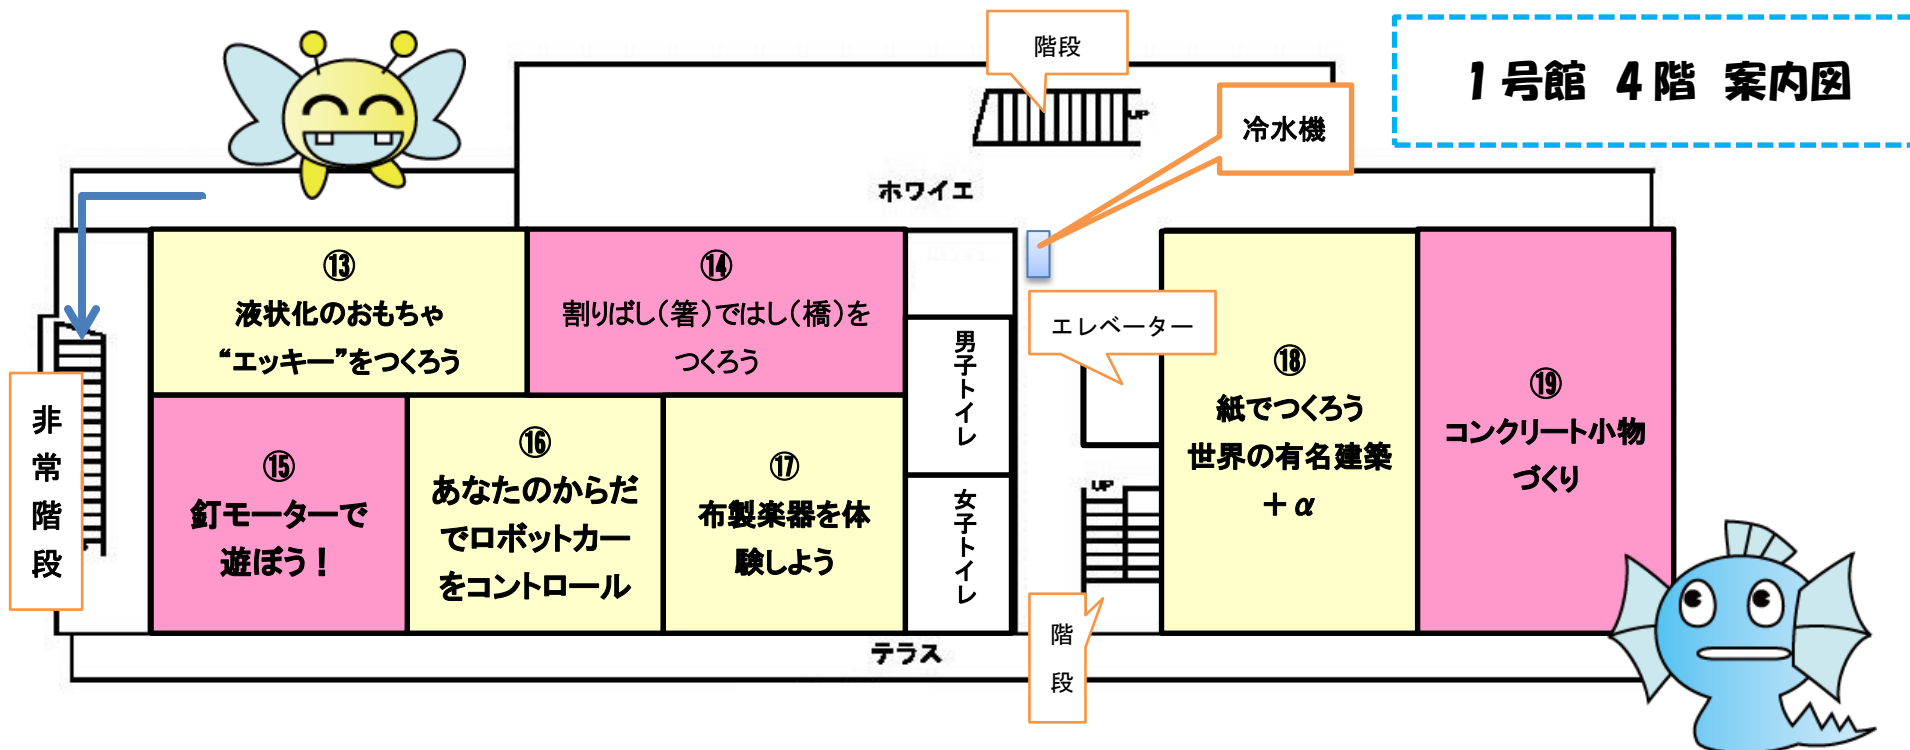 1号館 4階 案内図
階段
UP
冷水機
ホワイエ
⑬
液状化のおもちゃ
“エッキー”をつくろう
⑭
割りばし(箸)ではし(橋)を
つくろう
男子トイレ
エレベーター
⑱
紙でつくろう
世界の有名建築
+α
⑲
コンクリート小物
づくり
非常階段
⑮
釘モーターで
遊ぼう!
⑯
あなたのからだ
でロボットカー
をコントロール
⑰
布製楽器を体
験しよう
女子トイレ
UP
階段
テラス